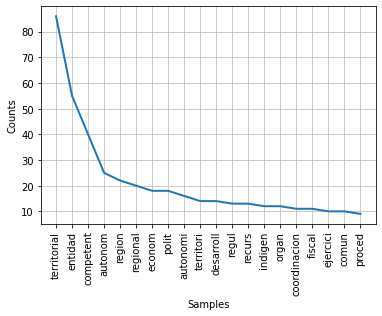 80
70
60
50
40
30
20
10
Counts
territorial
entidad
competent
autonom
region
regional
econom
polit
autonomi
territori
desarroll
regul
recurs
indigen
organ
coordinacion
fiscal
ejercici
comun
proced
Samples